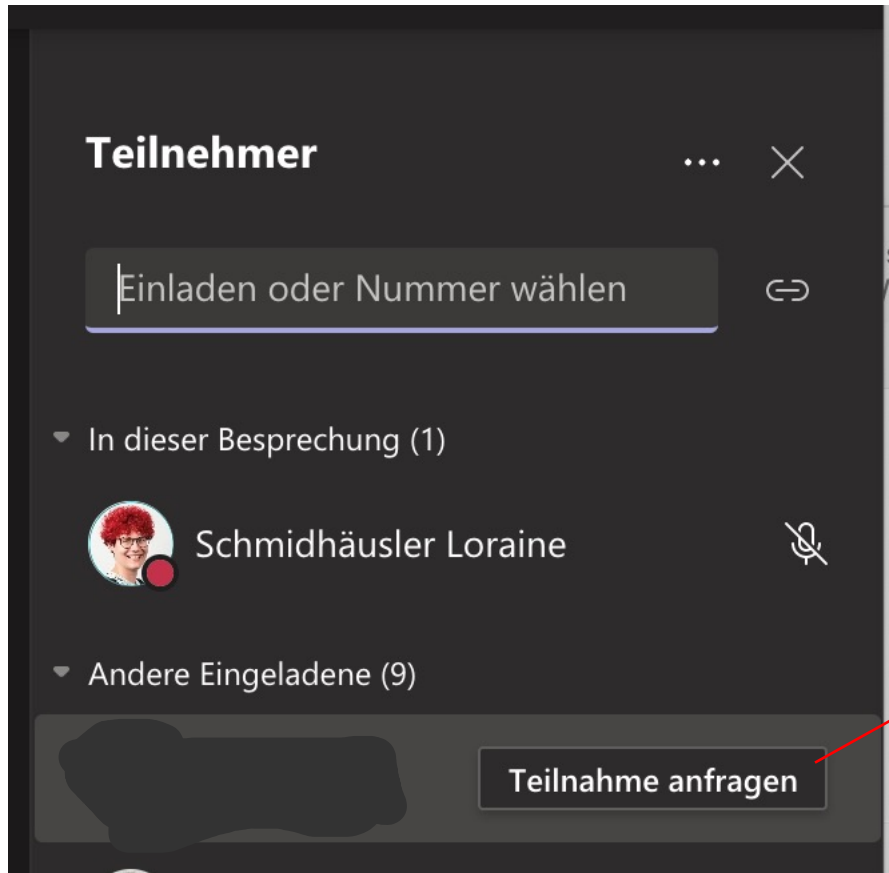 Teilnehmer
Einladen oder Nummer wählen
In dieser Besprechung (1)
Schmidhäusler Loraine
Andere Eingeladene (9)
Teilnahme anfragen